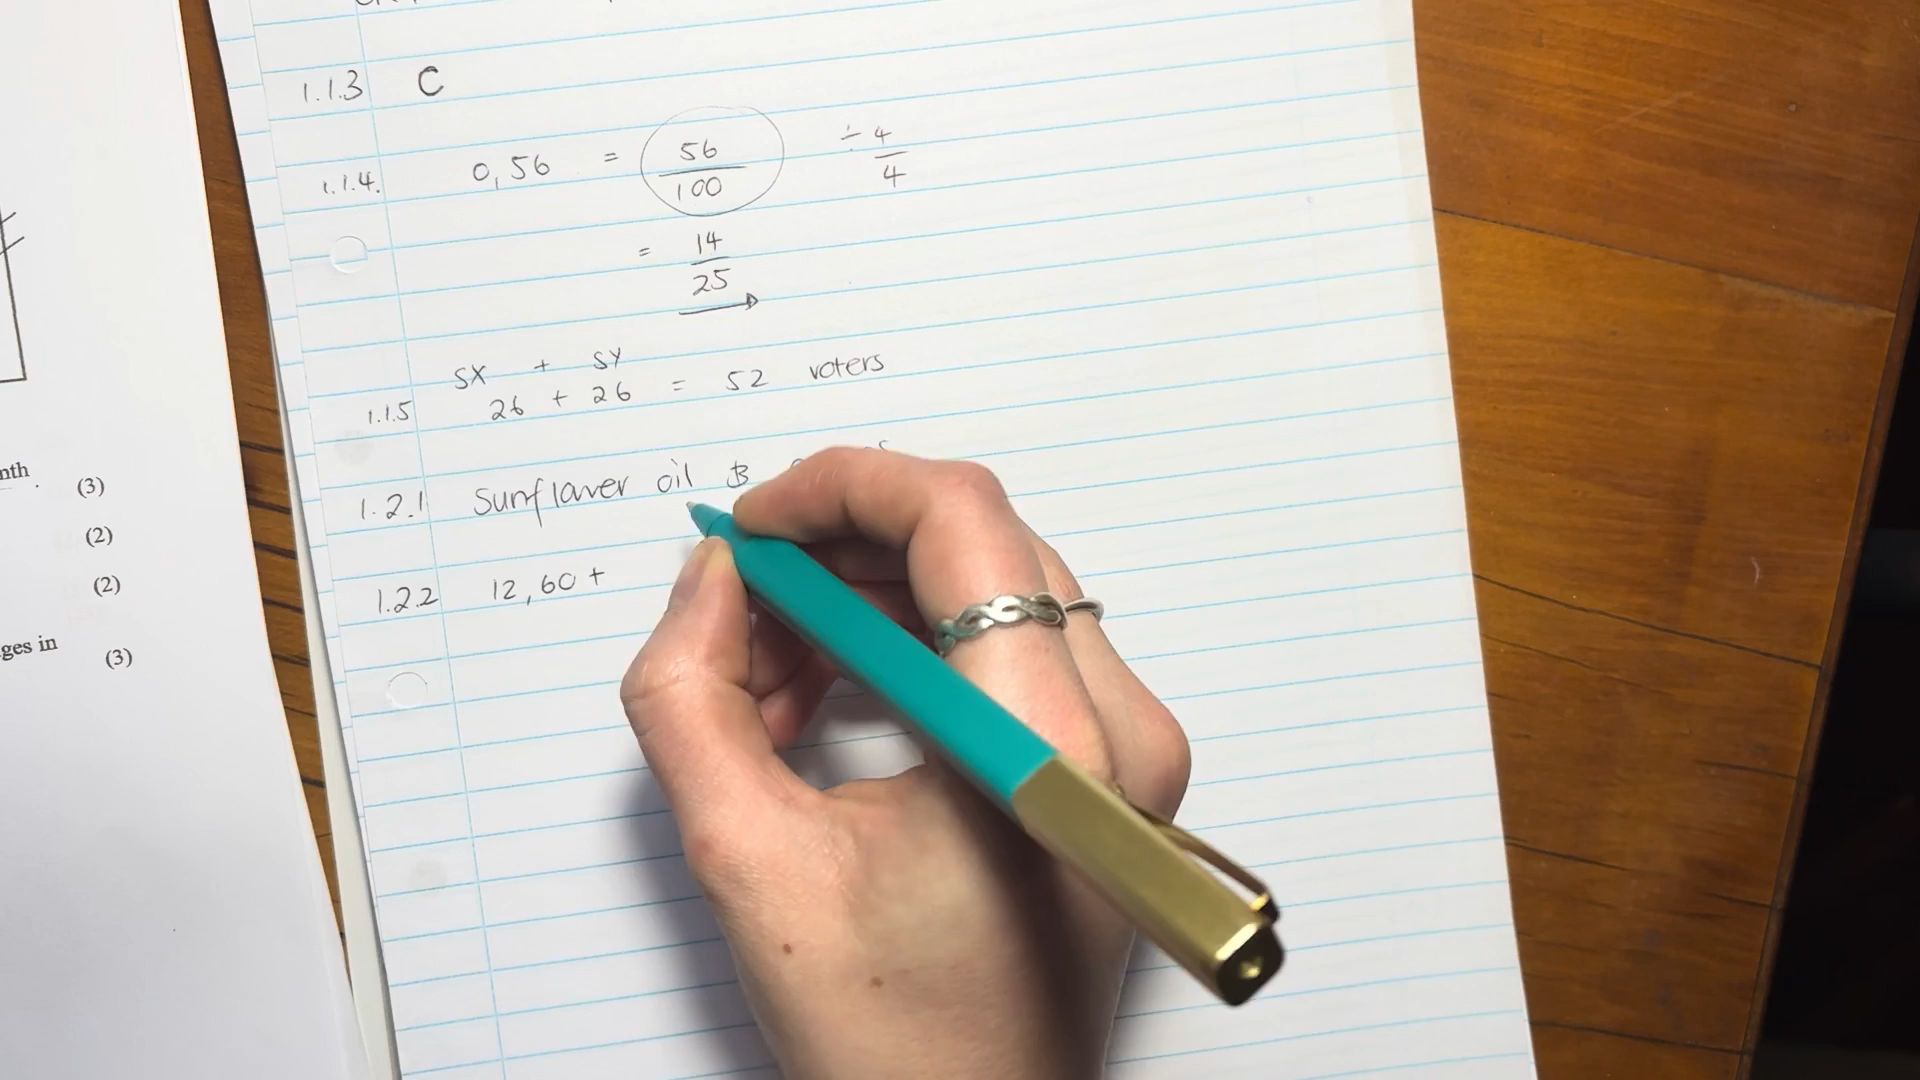 1.1.3 C
1.1.4. 0,56 = 56/100 ÷ 4/4
= 14/25
SX + SY
1.1.5 26 + 26 = 52 voters
1.2.1 Sunflower oil &
1.2.2 12,60 +
(3)
(2)
(2)
ges in (3)